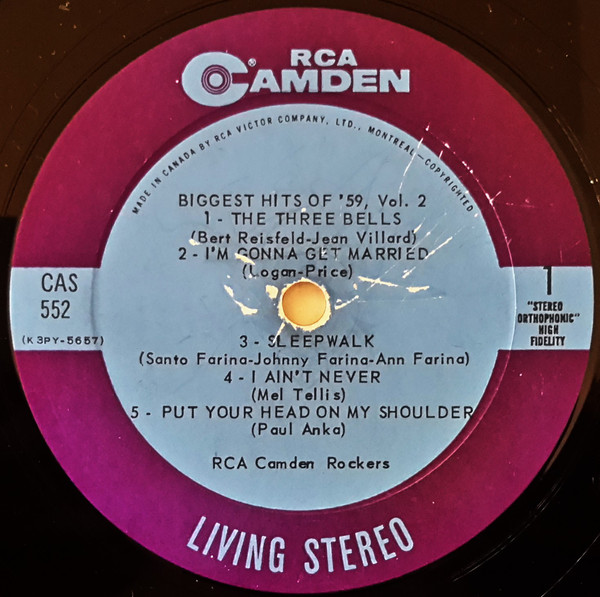 RCA
CAMDEN®
MADE IN CANADA BY RCA VICTOR COMPANY, LTD., MONTREAL-COPYRIGHTED
BIGGEST HITS OF '59, Vol. 2
1 - THE THREE BELLS
(Bert Reisfeld-Jean Villard)
2 - I'M GONNA GET MARRIED
(Logan-Price)
CAS
552
(K3PY-5657)
1
"STEREO
ORTHOPHONIC"
HIGH
FIDELITY
3 - SLEEPWALK
(Santo Farina-Johnny Farina-Ann Farina)
4 - I AIN'T NEVER
(Mel Tellis)
5 - PUT YOUR HEAD ON MY SHOULDER
(Paul Anka)
RCA Camden Rockers
LIVING STEREO